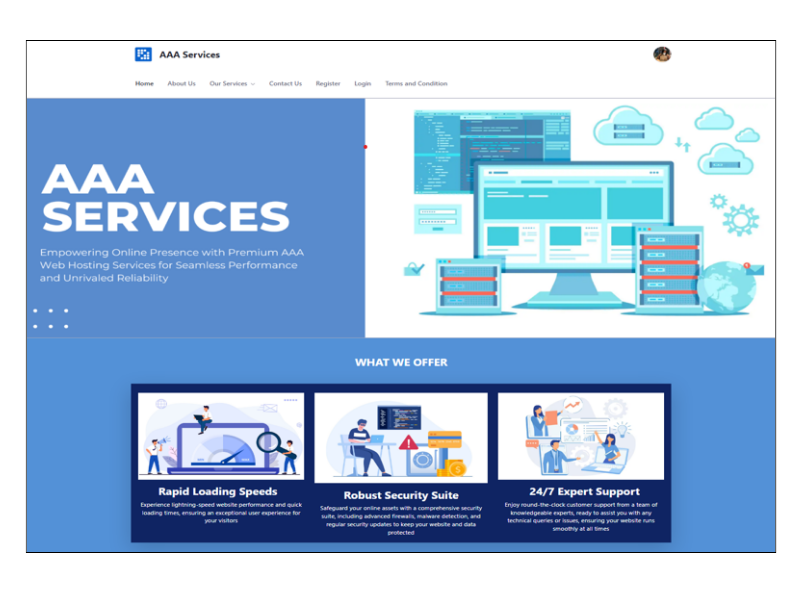 AAA Services
Home About Us Our Services Contact Us Register Login Terms and Condition
AAA
SERVICES
Empowering Online Presence with Premium AAA
Web Hosting Services for Seamless Performance
and Unrivaled Reliability
WHAT WE OFFER
Rapid Loading Speeds
Experience lightning-speed website performance and quick
loading times, ensuring an exceptional user experience for
your visitors
Robust Security Suite
Safeguard your online assets with a comprehensive security
suite, including advanced firewalls, malware detection, and
regular security updates to keep your website and data
protected
24/7 Expert Support
Enjoy round-the-clock customer support from a team of
knowledgeable experts, ready to assist you with any
technical queries or issues, ensuring your website runs
smoothly at all times